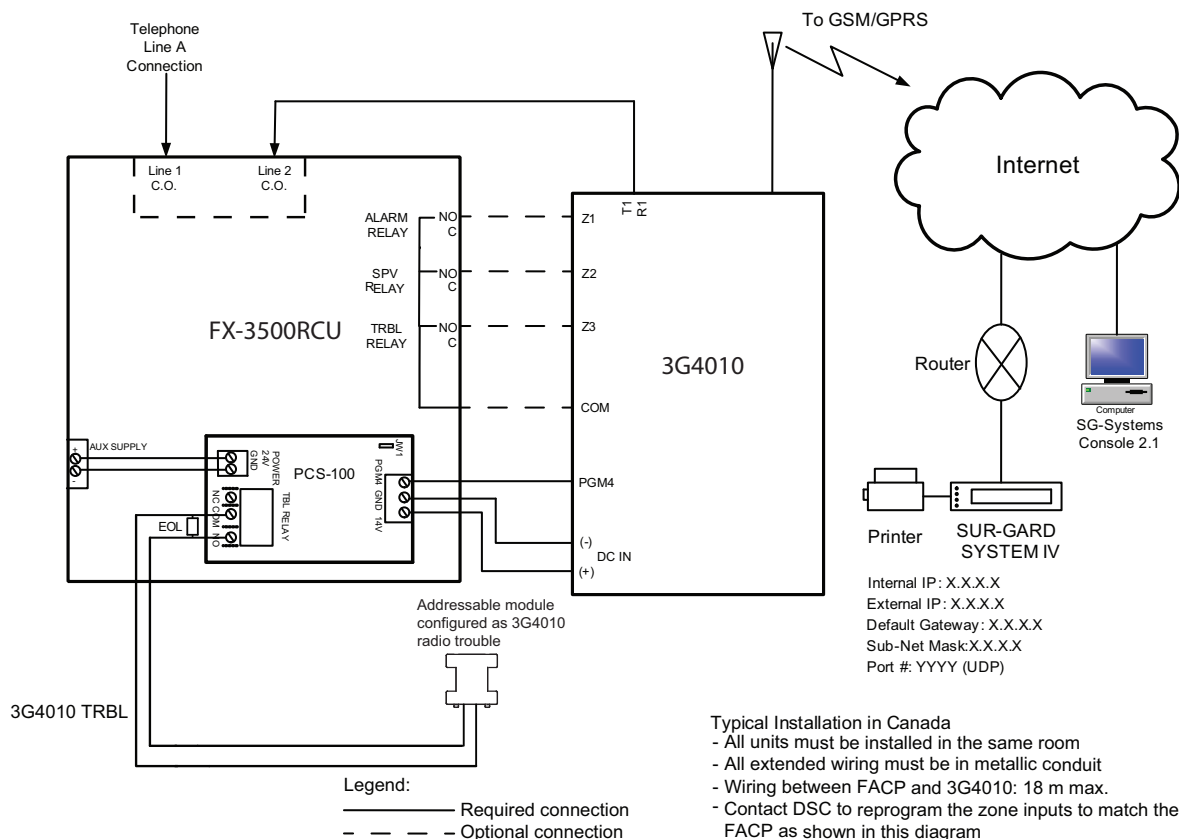 Telephone
Line A
Connection
To GSM/GPRS
Line 1
C.O.
Line 2
C.O.
T1
R1
Internet
ALARM
RELAY
NO
C
Z1
SPV
RELAY
NO
C
Z2
FX-3500RCU
TRBL
RELAY
NO
C
Z3
3G4010
COM
Router
Computer
SG-Systems
Console 2.1
+
AUX SUPPLY
-
POWER
24V
GND
PCS-100
JW1
PGM4 GND 14V
PGM4
NC COM NO
TBL RELAY
EOL
(-)
DC IN
(+)
Printer
SUR-GARD
SYSTEM IV
Internal IP: X.X.X.X
External IP: X.X.X.X
Default Gateway: X.X.X.X
Sub-Net Mask:X.X.X.X
Port #: YYYY (UDP)
Addressable module
configured as 3G4010
radio trouble
3G4010 TRBL
Legend:
Required connection
Optional connection
Typical Installation in Canada
- All units must be installed in the same room
- All extended wiring must be in metallic conduit
- Wiring between FACP and 3G4010: 18 m max.
- Contact DSC to reprogram the zone inputs to match the
FACP as shown in this diagram